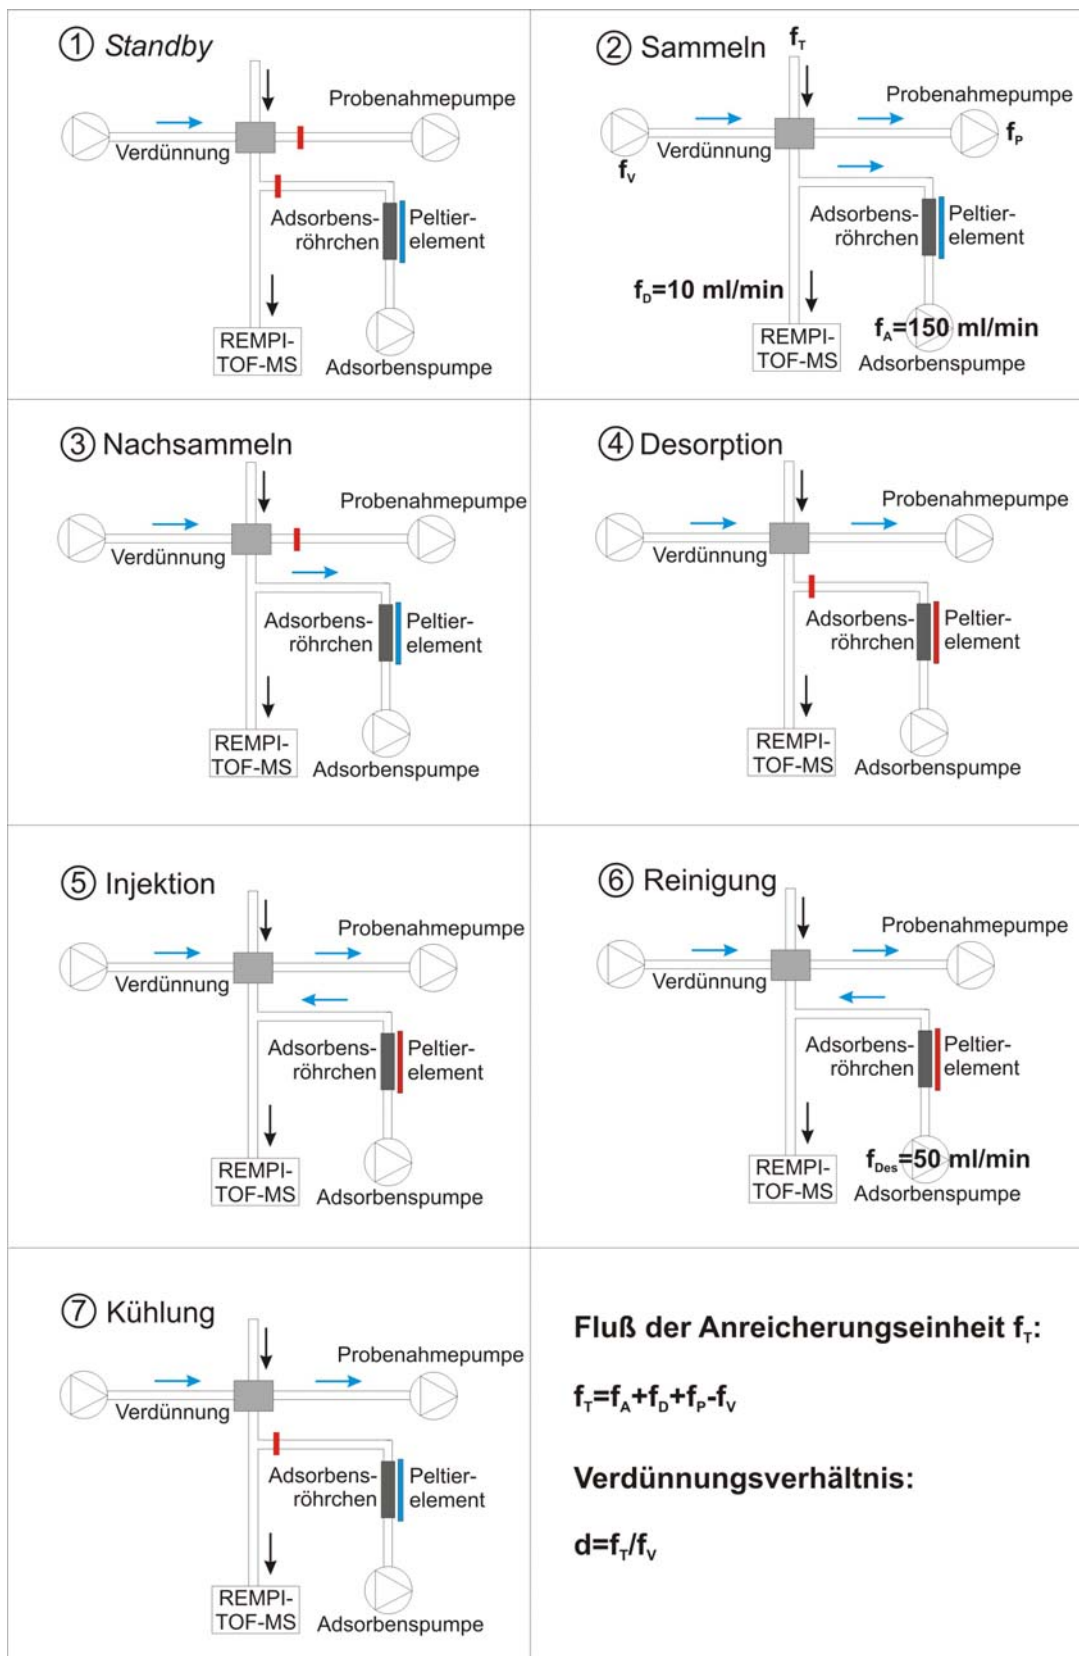 ① Standby
Probenahmepumpe
Verdünnung
Adsorbens-
röhrchen
Peltier-
element
REMPI-
TOF-MS
Adsorbenspumpe
② Sammeln
f_T
Probenahmepumpe
f_V
Verdünnung
f_P
Adsorbens-
röhrchen
Peltier-
element
f_D=10 ml/min
f_A=150 ml/min
REMPI-
TOF-MS
Adsorbenspumpe
③ Nachsammeln
Probenahmepumpe
Verdünnung
Adsorbens-
röhrchen
Peltier-
element
REMPI-
TOF-MS
Adsorbenspumpe
④ Desorption
Probenahmepumpe
Verdünnung
Adsorbens-
röhrchen
Peltier-
element
REMPI-
TOF-MS
Adsorbenspumpe
⑤ Injektion
Probenahmepumpe
Verdünnung
Adsorbens-
röhrchen
Peltier-
element
REMPI-
TOF-MS
Adsorbenspumpe
⑥ Reinigung
Probenahmepumpe
Verdünnung
Adsorbens-
röhrchen
Peltier-
element
f_Des=50 ml/min
REMPI-
TOF-MS
Adsorbenspumpe
⑦ Kühlung
Probenahmepumpe
Verdünnung
Adsorbens-
röhrchen
Peltier-
element
REMPI-
TOF-MS
Adsorbenspumpe
Fluß der Anreicherungseinheit f_T:
f_T=f_A+f_D+f_P-f_V
Verdünnungsverhältnis:
d=f_T/f_V